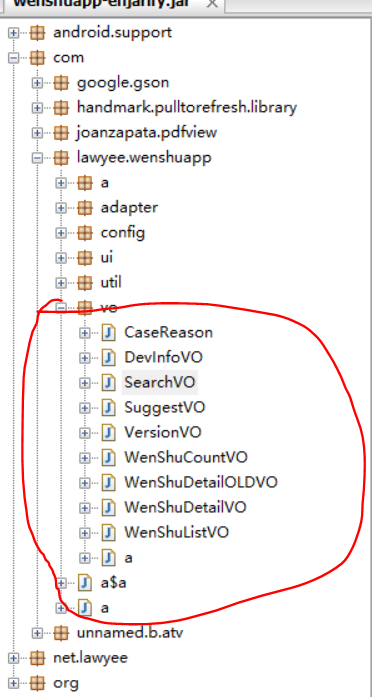 wenshuapp-enjarify.jar
android.support
com
google.gson
handmark.pulltorefresh.library
joanzapata.pdfview
lawyee.wenshuapp
a
adapter
config
ui
util
vo
CaseReason
DevInfoVO
SearchVO
SuggestVO
VersionVO
WenShuCountVO
WenShuDetailOLDVO
WenShuDetailVO
WenShuListVO
a
a$a
a
unnamed.b.atv
net.lawyee
org